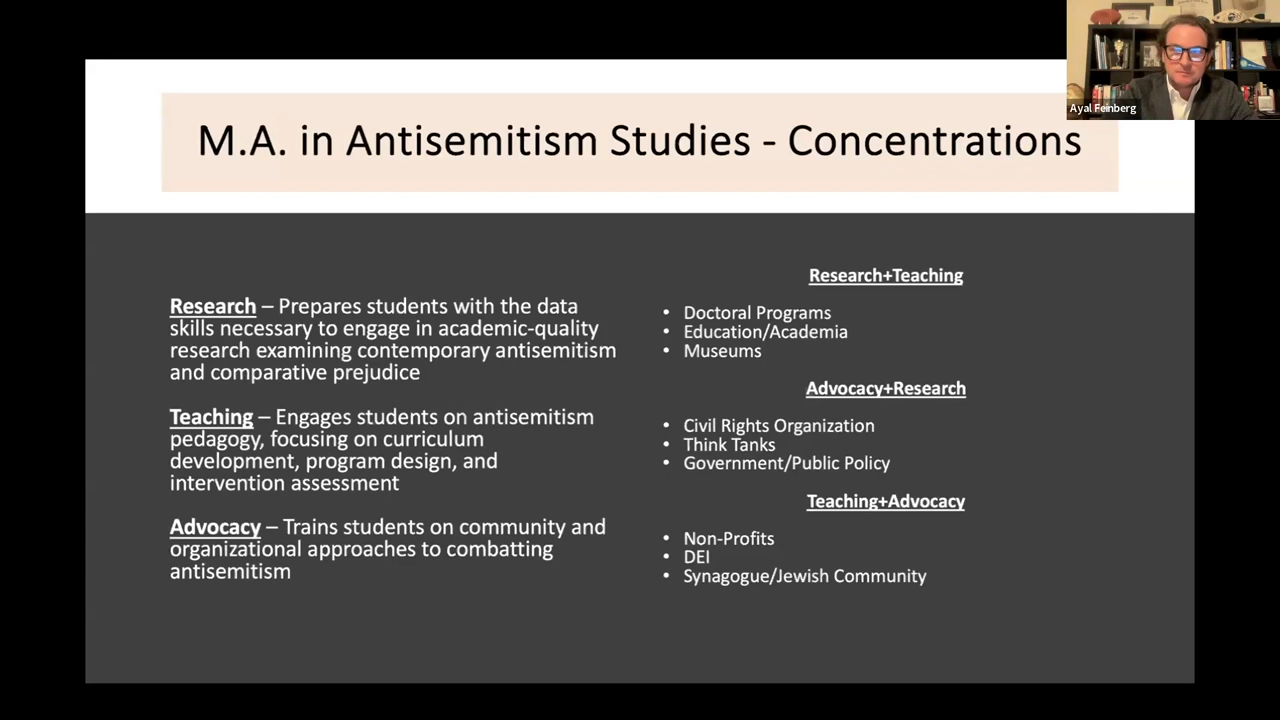 Ayal Feinberg
M.A. in Antisemitism Studies - Concentrations
Research – Prepares students with the data
skills necessary to engage in academic-quality
research examining contemporary antisemitism
and comparative prejudice
Teaching – Engages students on antisemitism
pedagogy, focusing on curriculum
development, program design, and
intervention assessment
Advocacy – Trains students on community and
organizational approaches to combatting
antisemitism
Research+Teaching
• Doctoral Programs
• Education/Academia
• Museums
Advocacy+Research
• Civil Rights Organization
• Think Tanks
• Government/Public Policy
Teaching+Advocacy
• Non-Profits
• DEI
• Synagogue/Jewish Community